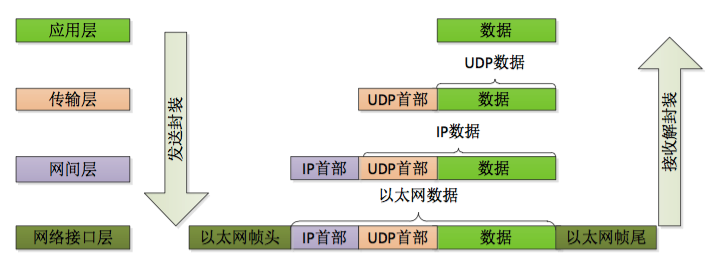 应用层
数据
UDP数据
传输层
UDP首部
数据
IP数据
网间层
IP首部
UDP首部
数据
以太网数据
网络接口层
以太网帧头
IP首部
UDP首部
数据
以太网帧尾
发送封装
接收解封装